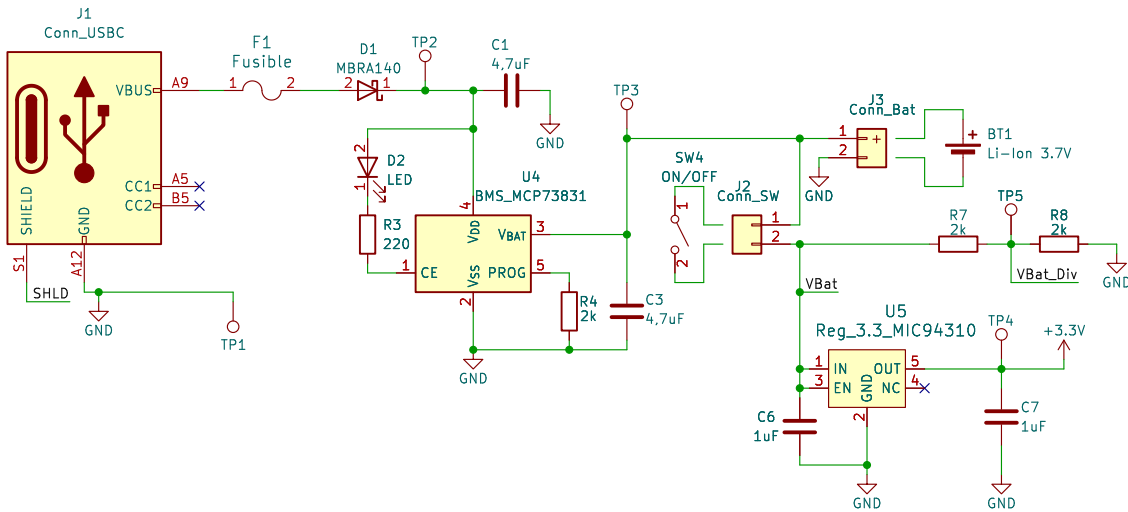 J1
Conn_USBC
VBUS
A9
CC1
A5
CC2
B5
SHIELD
GND
S1
A12
SHLD
GND
TP1
F1
Fusible
1
2
D1
MBRA140
2
1
TP2
C1
4,7uF
GND
2
D2
LED
1
R3
220
U4
BMS_MCP73831
4
VDD
VBAT
3
1
CE
VSS
PROG
5
2
R4
2k
GND
TP3
C3
4,7uF
SW4
ON/OFF
1
2
J2
Conn_SW
1
2
J3
Conn_Bat
1
+
2
GND
+
BT1
Li-Ion 3.7V
R7
2k
TP5
R8
2k
VBat_Div
GND
VBat
U5
Reg_3.3_MIC94310
1
IN
OUT
5
3
EN
NC
4
GND
2
C6
1uF
GND
TP4
+3.3V
C7
1uF
GND